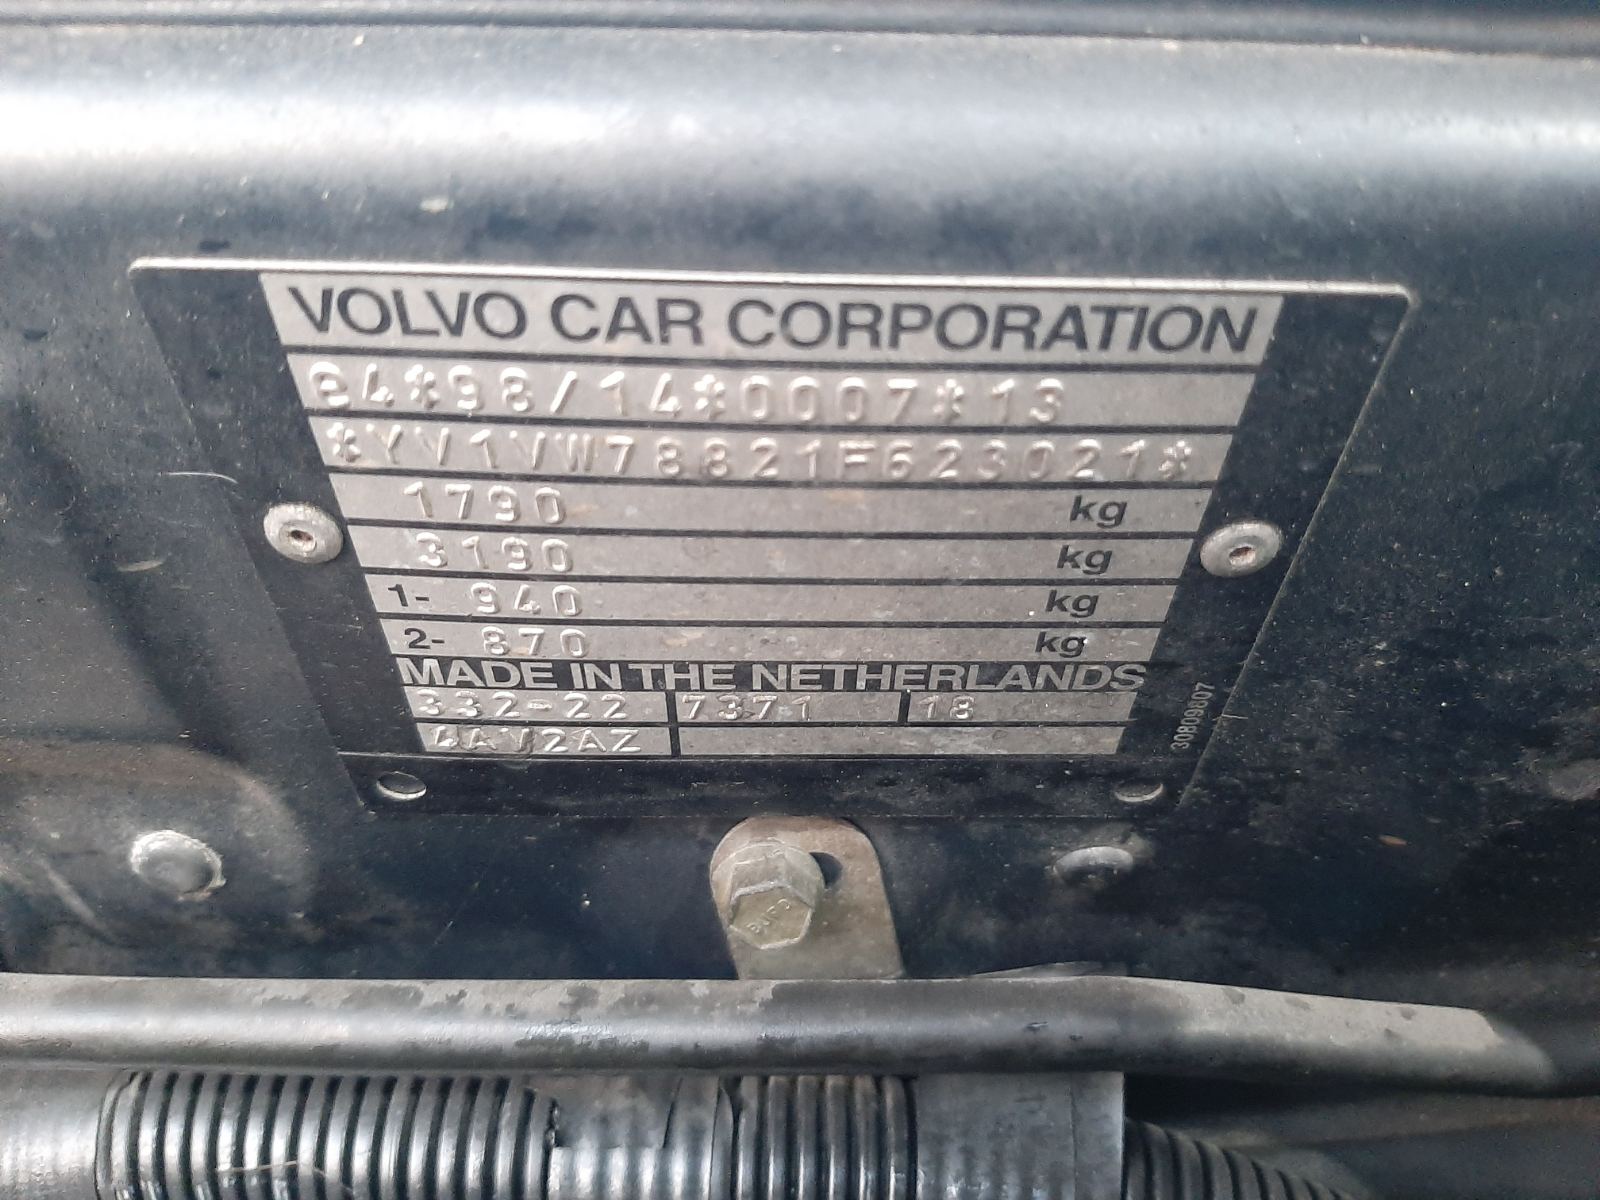 VOLVO CAR CORPORATION
e4*98/14*0007*13
*YV1VW78821F623021*
1790 kg
3190 kg
1- 940 kg
2- 870 kg
MADE IN THE NETHERLANDS
332-22 7371 18
4AV2AZ
30809807